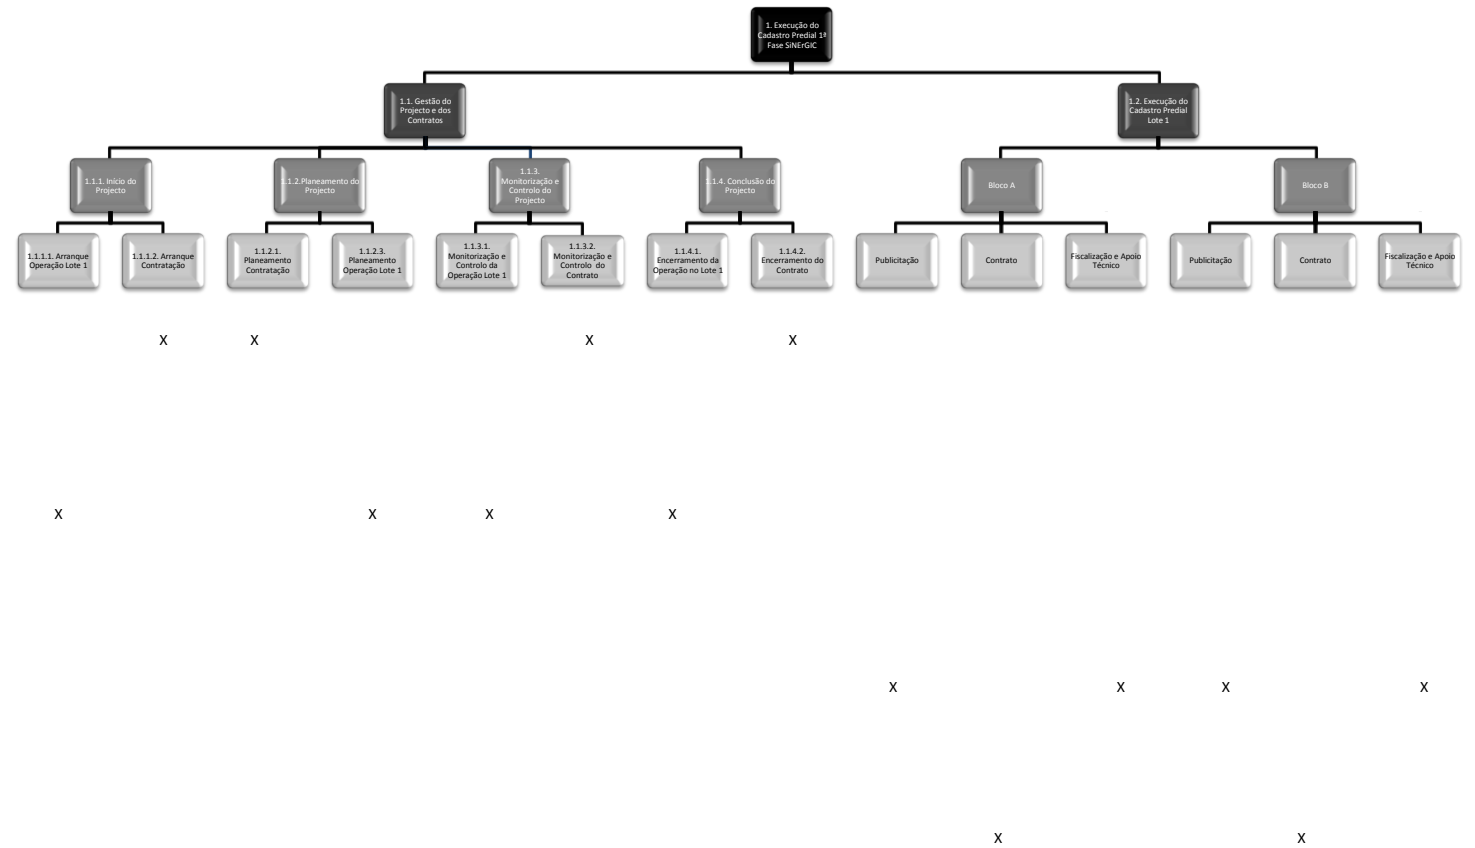 1. Execução do
Cadastro Predial 1ª
Fase SiNErGIC
1.1. Gestão do
Projecto e dos
Contratos
1.2. Execução do
Cadastro Predial
Lote 1
1.1.1. Início do
Projecto
1.1.2.Planeamento do
Projecto
1.1.3.
Monitorização e
Controlo do
Projecto
1.1.4. Conclusão do
Projecto
Bloco A
Bloco B
1.1.1.1. Arranque
Operação Lote 1
1.1.1.2. Arranque
Contratação
1.1.2.1.
Planeamento
Contratação
1.1.2.3.
Planeamento
Operação Lote 1
1.1.3.1.
Monitorização e
Controlo da
Operação Lote 1
1.1.3.2.
Monitorização e
Controlo do
Contrato
1.1.4.1.
Encerramento da
Operação no Lote 1
1.1.4.2.
Encerramento do
Contrato
Publicitação
Contrato
Fiscalização e Apoio
Técnico
Publicitação
Contrato
Fiscalização e Apoio
Técnico
X X X X
X X X X
X X X X
X X